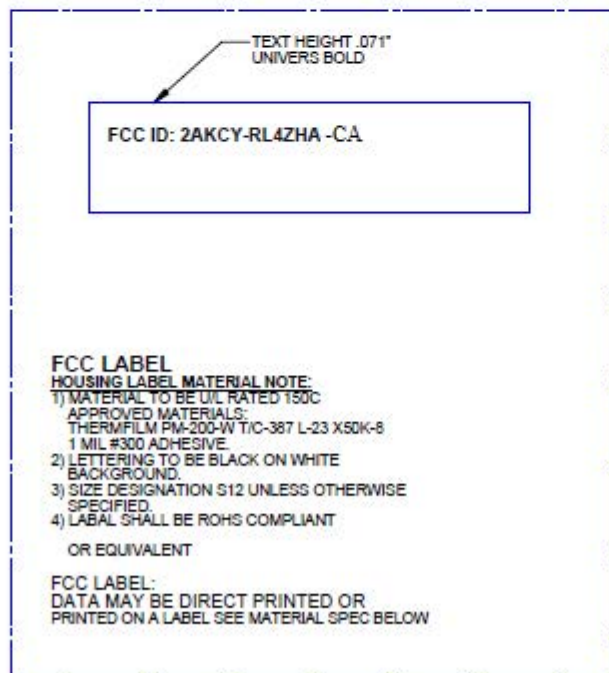 TEXT HEIGHT .071"
UNIVERS BOLD
FCC ID: 2AKCY-RL4ZHA -CA
FCC LABEL
HOUSING LABEL MATERIAL NOTE:
1) MATERIAL TO BE U/L RATED 150C
APPROVED MATERIALS:
THERMFILM PM-200-W T/C-387 L-23 X50K-8
1 MIL #300 ADHESIVE.
2) LETTERING TO BE BLACK ON WHITE
BACKGROUND.
3) SIZE DESIGNATION S12 UNLESS OTHERWISE
SPECIFIED.
4) LABAL SHALL BE ROHS COMPLIANT
OR EQUIVALENT
FCC LABEL:
DATA MAY BE DIRECT PRINTED OR
PRINTED ON A LABEL SEE MATERIAL SPEC BELOW